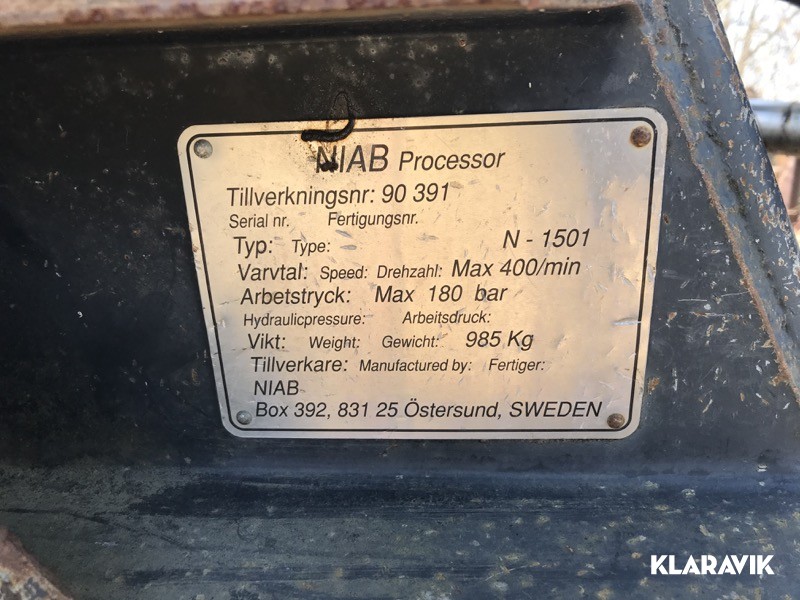 NIAB Processor
Tillverkningsnr: 90 391
Serial nr. Fertigungsnr.
Typ: Type: N - 1501
Varvtal: Speed: Drehzahl: Max 400/min
Arbetstryck: Max 180 bar
Hydraulicpressure: Arbeitsdruck:
Vikt: Weight: Gewicht: 985 Kg
Tillverkare: Manufactured by: Fertiger:
NIAB
Box 392, 831 25 Östersund, SWEDEN
KLARAVIK